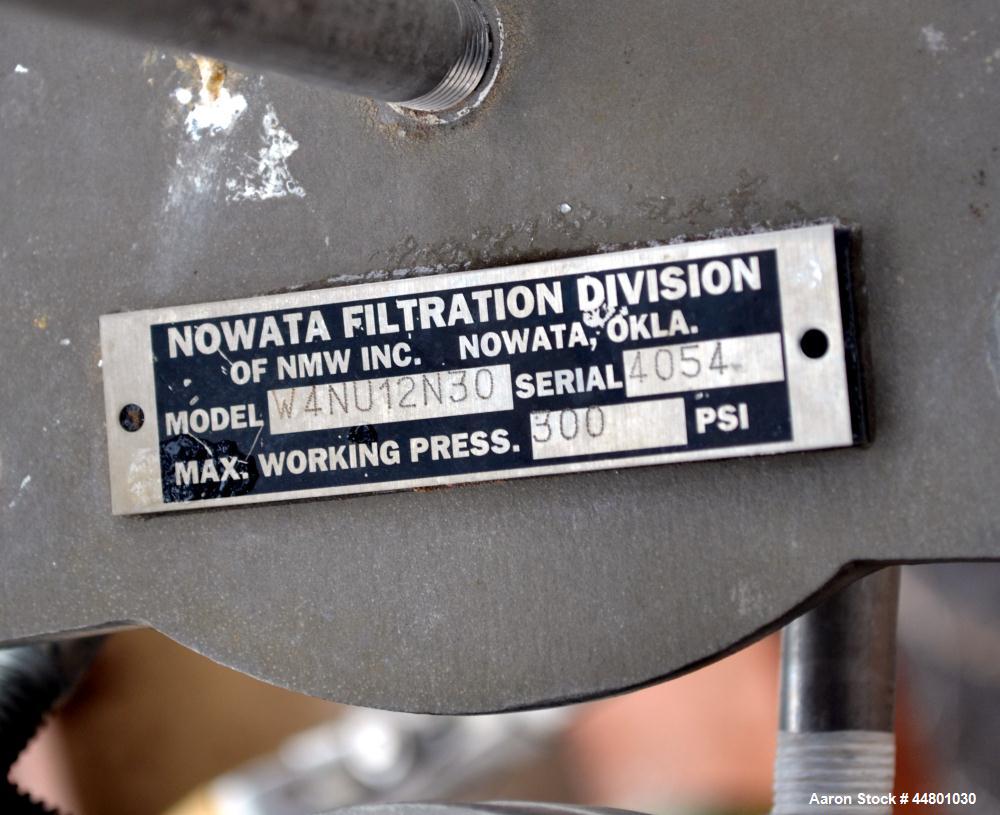 NOWATA FILTRATION DIVISION
OF NMW INC. NOWATA, OKLA.
MODEL W4NU12N30 SERIAL 4054
MAX. WORKING PRESS. 300 PSI
Aaron Stock # 44801030